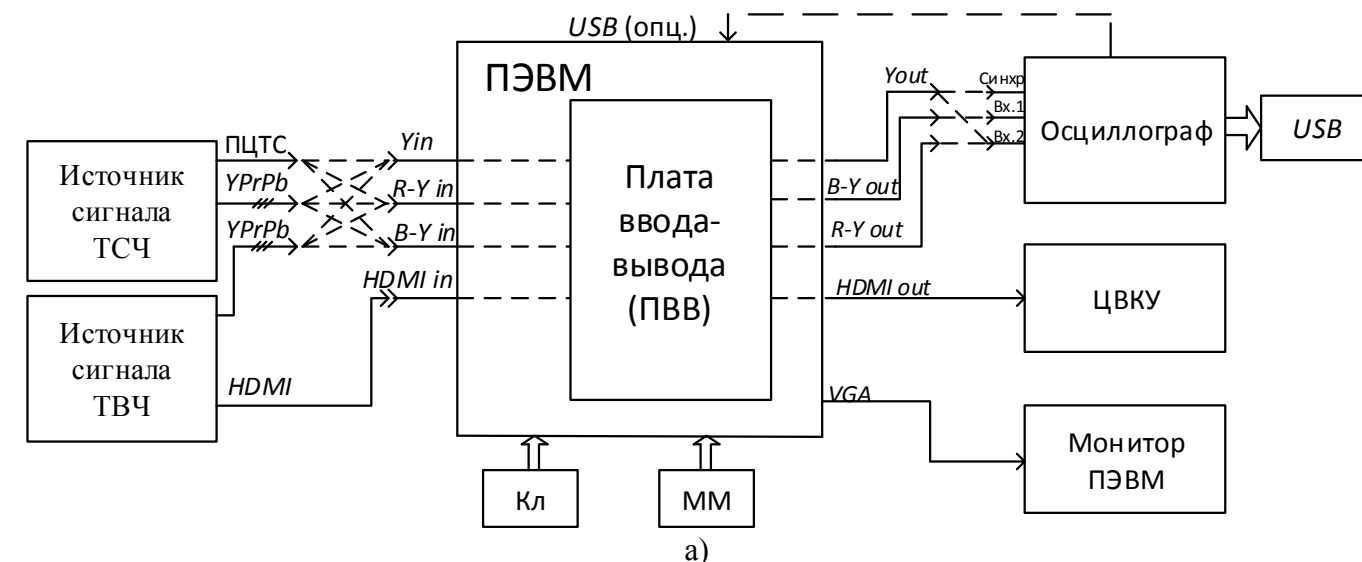 USB (опц.)
ПЭВМ
Источник
сигнала
ТСЧ
ПЦТС
YPrPb
YPrPb
Источник
сигнала
ТВЧ
HDMI
Yin
R-Y in
B-Y in
HDMI in
Плата
ввода-
вывода
(ПВВ)
Yout
B-Y out
R-Y out
HDMI out
VGA
Синхр
Вх.1
Вх.2
Осциллограф
USB
ЦВКУ
Монитор
ПЭВМ
Кл
ММ
а)